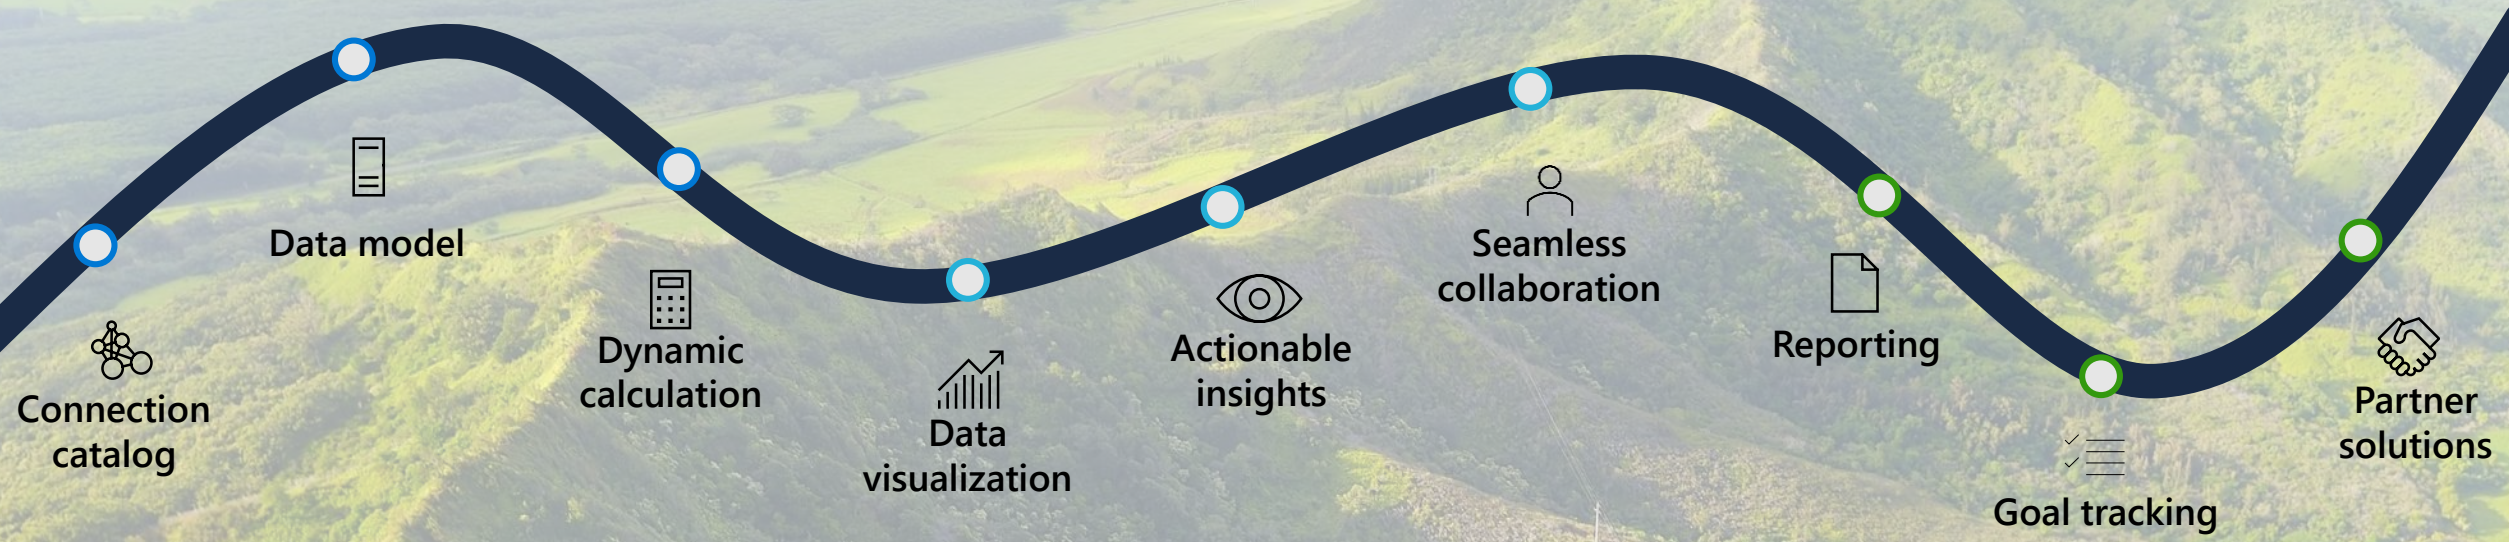 Connection
catalog
Data model
Dynamic
calculation
Data
visualization
Actionable
insights
Seamless
collaboration
Reporting
Goal tracking
Partner
solutions